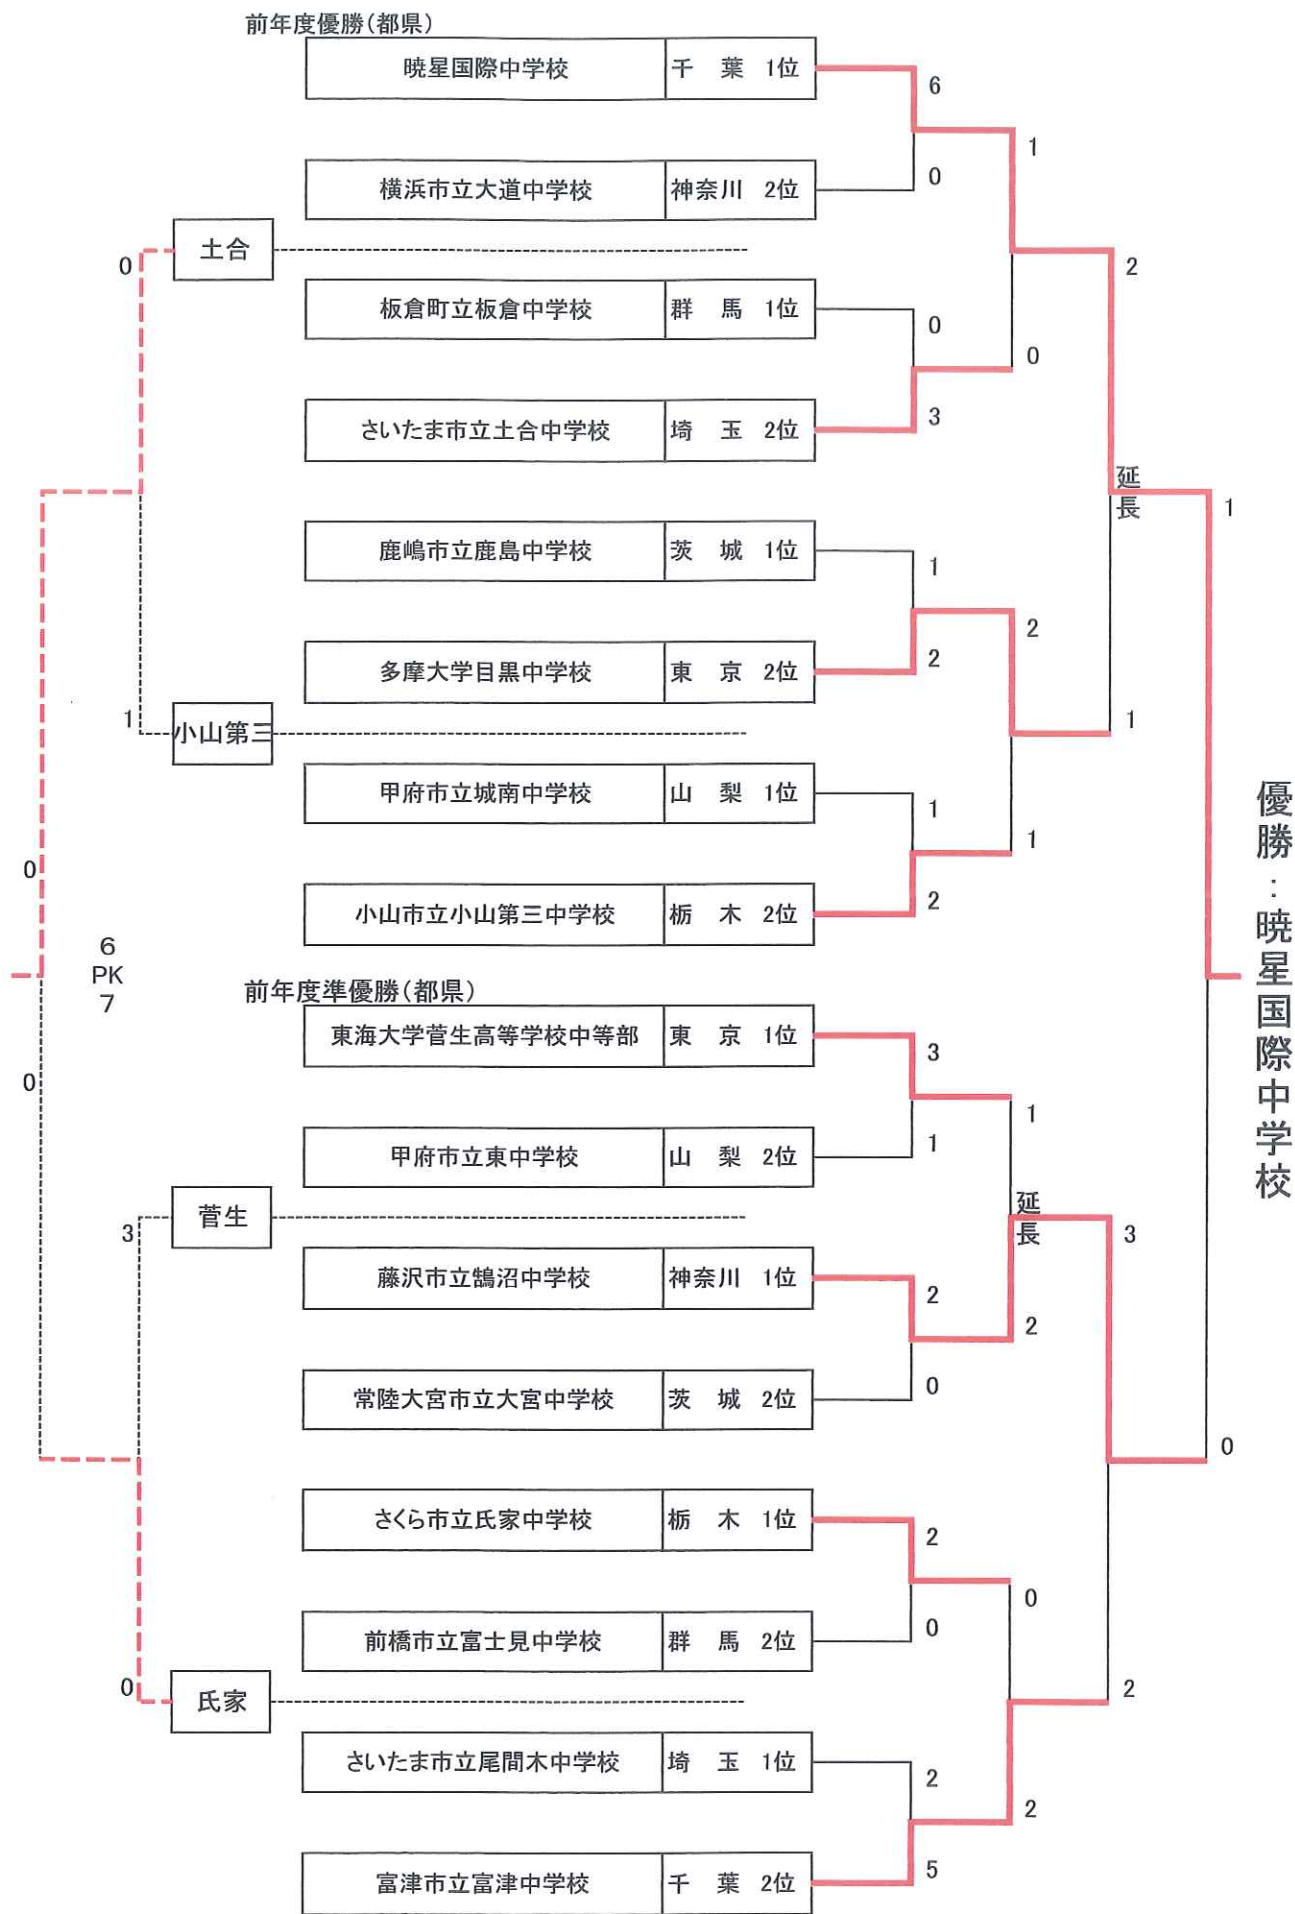 前年度優勝(都県)
暁星国際中学校 千 葉 1位
6
1
0
横浜市立大道中学校 神奈川 2位
土合
0
2
板倉町立板倉中学校 群 馬 1位
0
0
さいたま市立土合中学校 埼 玉 2位
3
延長
1
鹿嶋市立鹿島中学校 茨 城 1位
1
2
多摩大学目黒中学校 東 京 2位
2
1
小山第三
1
甲府市立城南中学校 山 梨 1位
1
1
小山市立小山第三中学校 栃 木 2位
2
0
6
PK
7
0
優勝:暁星国際中学校
前年度準優勝(都県)
東海大学菅生高等学校中等部 東 京 1位
3
1
甲府市立東中学校 山 梨 2位
1
菅生
3
延長
3
藤沢市立鵠沼中学校 神奈川 1位
2
2
常陸大宮市立大宮中学校 茨 城 2位
0
0
さくら市立氏家中学校 栃 木 1位
2
0
前橋市立富士見中学校 群 馬 2位
0
氏家
0
2
さいたま市立尾間木中学校 埼 玉 1位
2
2
富津市立富津中学校 千 葉 2位
5